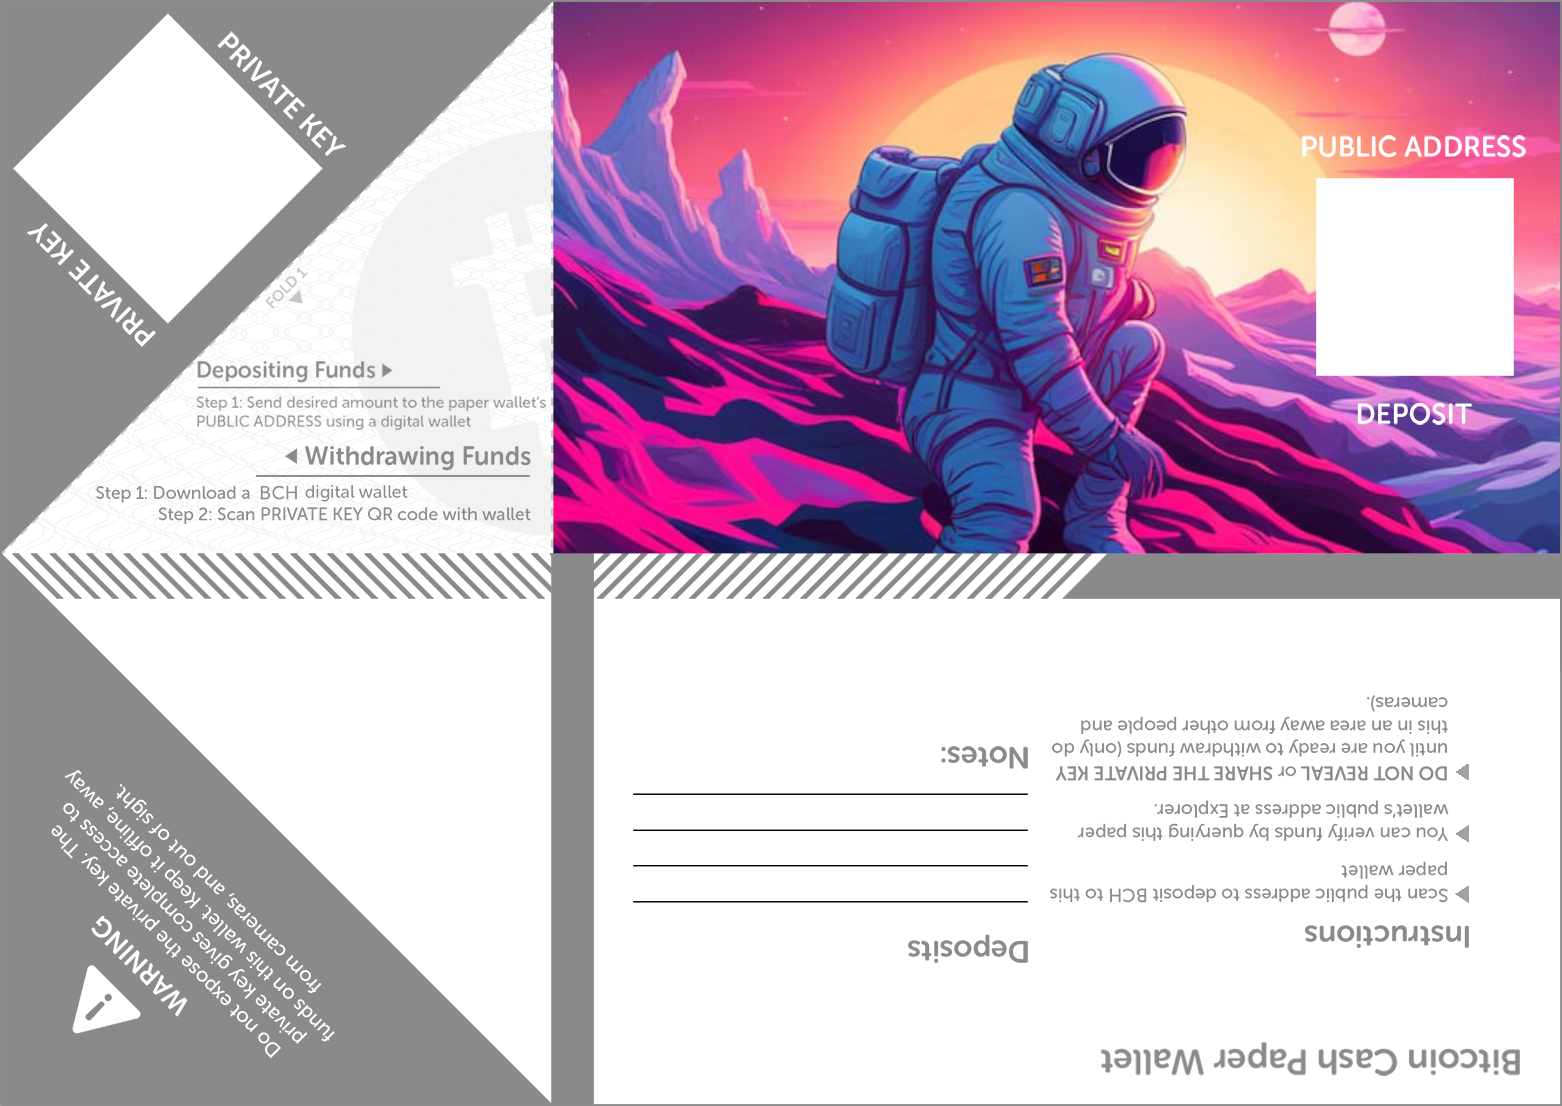 PRIVATE KEY
PRIVATE KEY
FOLD 1
Depositing Funds
Step 1: Send desired amount to the paper wallet's
PUBLIC ADDRESS using a digital wallet
Withdrawing Funds
Step 1: Download a BCH digital wallet
Step 2: Scan PRIVATE KEY QR code with wallet
PUBLIC ADDRESS
DEPOSIT
WARNING
Do not expose the private key. The
private key gives complete access to
funds on this wallet. Keep it offline, away
from cameras, and out of sight.
Bitcoin Cash Paper Wallet
Instructions
Scan the public address to deposit BCH to this
paper wallet
You can verify funds by querying this paper
wallet's public address at Explorer.
DO NOT REVEAL or SHARE THE PRIVATE KEY
until you are ready to withdraw funds (only do
this in an area away from other people and
cameras).
Deposits
Notes: